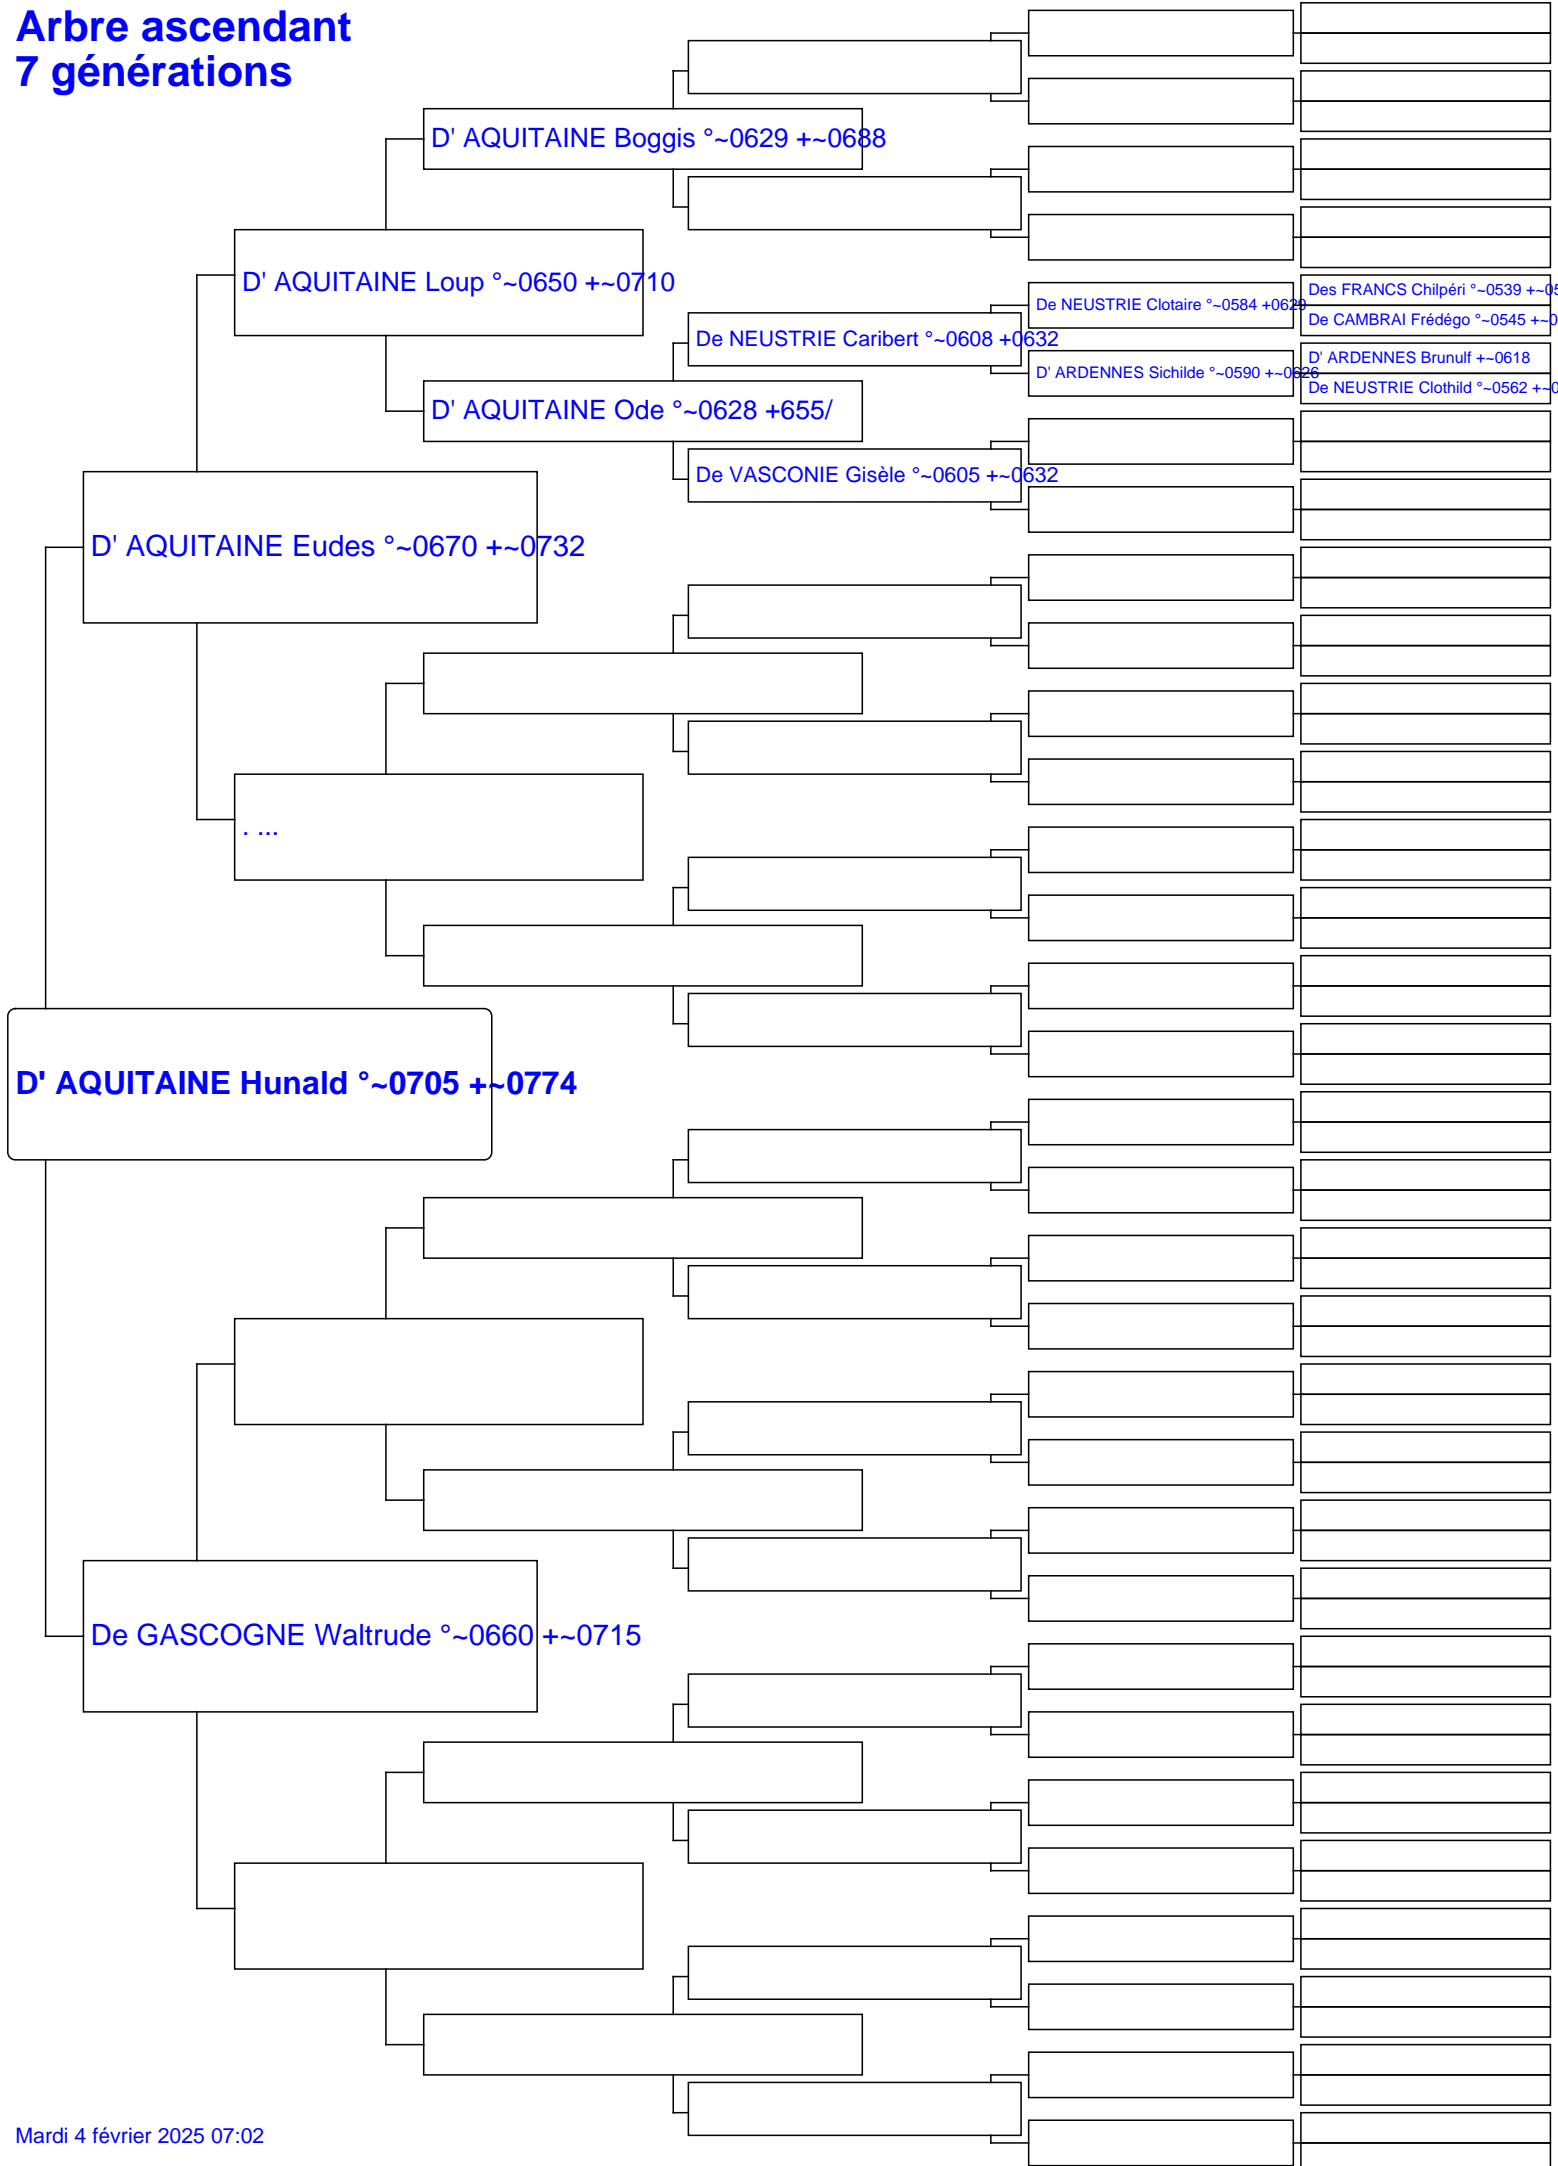 Arbre ascendant
7 générations
D' AQUITAINE Boggis °~0629 +~0688
D' AQUITAINE Loup °~0650 +~0710
Des FRANCS Chilpéri °~0539 +~05
De NEUSTRIE Clotaire °~0584 +0629
De CAMBRAI Frédégo °~0545 +~0
De NEUSTRIE Caribert °~0608 +0632
D' ARDENNES Brunulf +~0618
D' ARDENNES Sichilde °~0590 +~0626
De NEUSTRIE Clothild °~0562 +~0
D' AQUITAINE Ode °~0628 +655/
De VASCONIE Gisèle °~0605 +~0632
D' AQUITAINE Eudes °~0670 +~0732
. ...
D' AQUITAINE Hunald °~0705 +~0774
De GASCOGNE Waltrude °~0660 +~0715
Mardi 4 février 2025 07:02